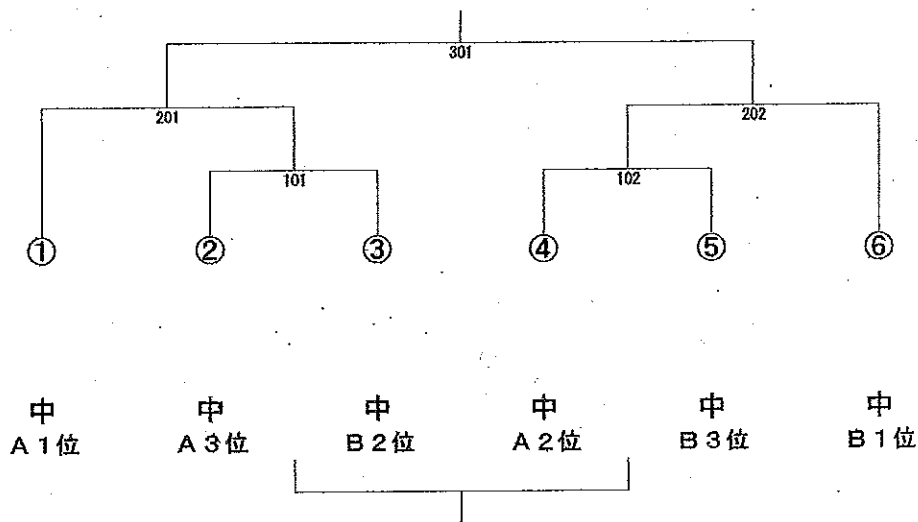 301
201
202
101
102
① ② ③ ④ ⑤ ⑥
中 中 中 中 中 中
A1位 A3位 B2位 A2位 B3位 B1位